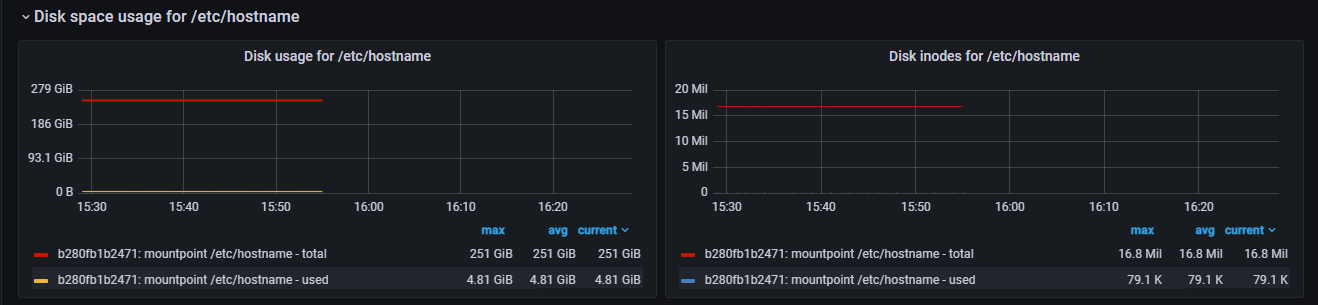 Disk space usage for /etc/hostname
Disk usage for /etc/hostname
279 GiB
186 GiB
93.1 GiB
0 B
15:30 15:40 15:50 16:00 16:10 16:20
max avg current
b280fb1b2471: mountpoint /etc/hostname - total 251 GiB 251 GiB 251 GiB
b280fb1b2471: mountpoint /etc/hostname - used 4.81 GiB 4.81 GiB 4.81 GiB
Disk inodes for /etc/hostname
20 Mil
15 Mil
10 Mil
5 Mil
0
15:30 15:40 15:50 16:00 16:10 16:20
max avg current
b280fb1b2471: mountpoint /etc/hostname - total 16.8 Mil 16.8 Mil 16.8 Mil
b280fb1b2471: mountpoint /etc/hostname - used 79.1 K 79.1 K 79.1 K